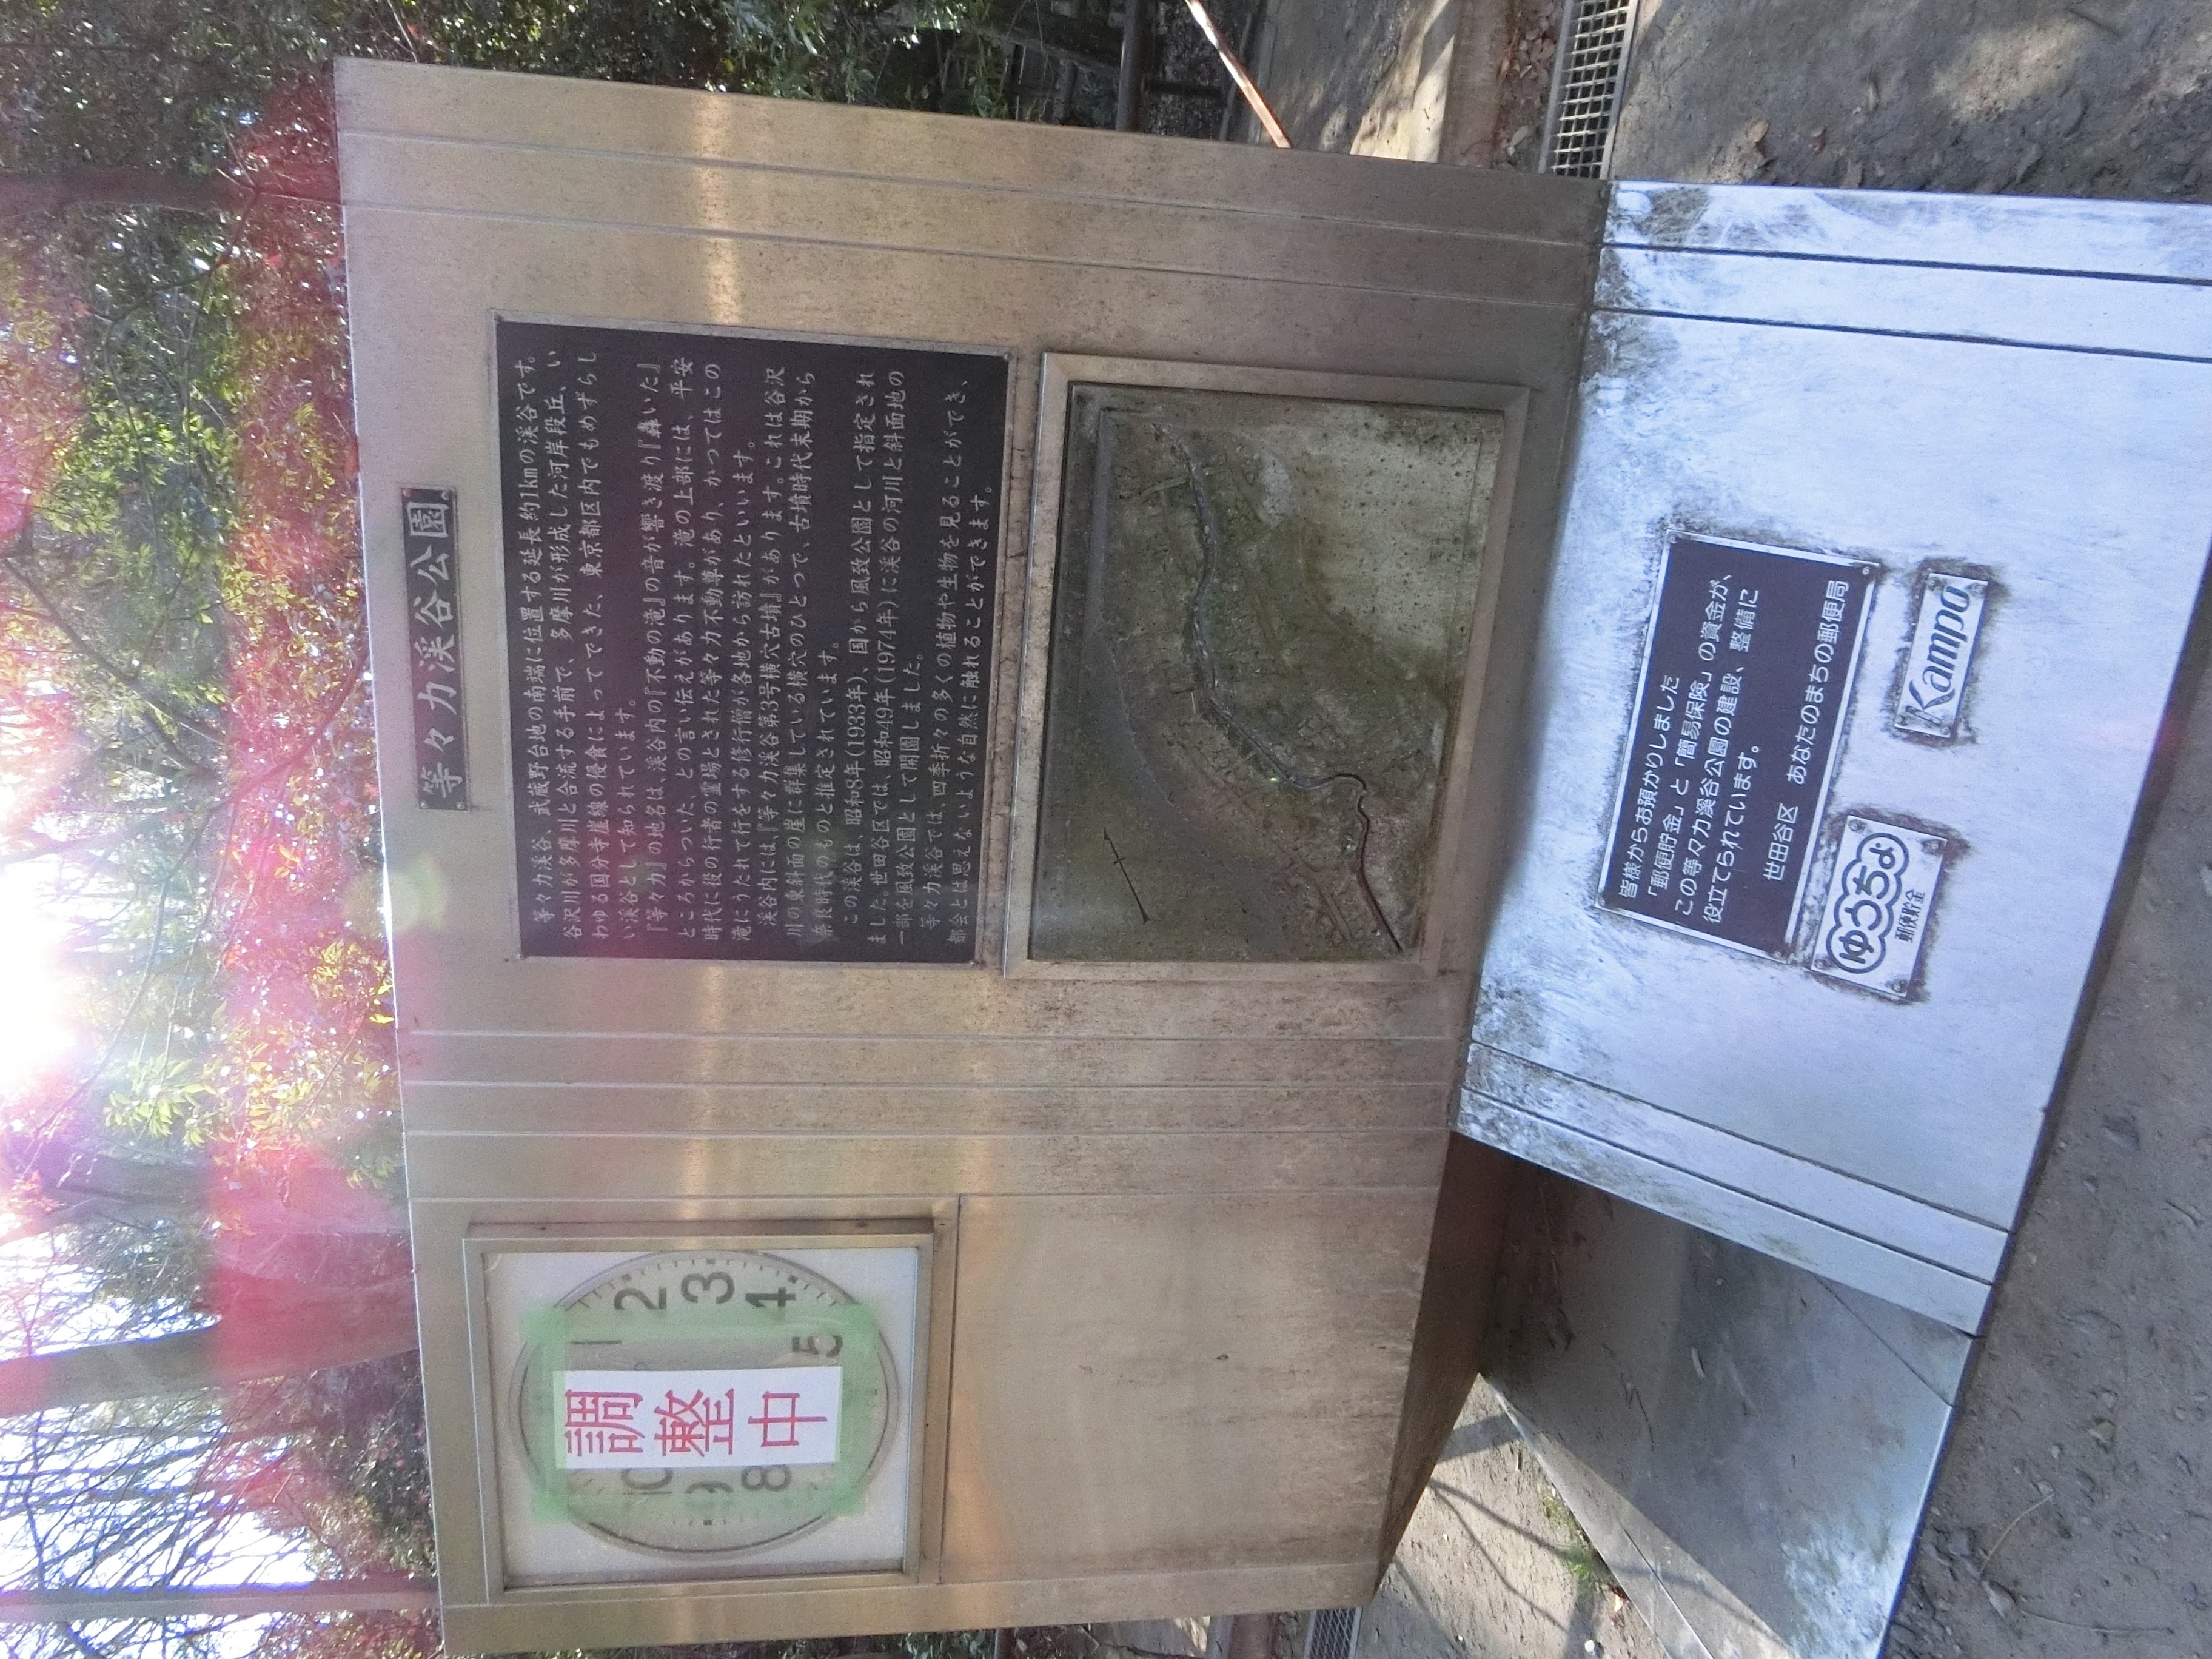 等々力渓谷公園
等々力渓谷、武蔵野台地の南端に位置する延長約1kmの渓谷です。
谷沢川が多摩川と合流する手前で、多摩川が形成した河岸段丘、い
わゆる国分寺崖線の侵食によってできた、東京都区内でもめずらし
い渓谷として知られています。
『等々力』の地名は、渓谷内の『不動の滝』の音が響き渡り『轟いた』
ところからついた、との言い伝えがあります。滝の上部には、平安
時代に役の行者の霊場とされた等々力不動尊があり、かつてはこの
滝にうたれて行をする修行僧が各地から訪れたといいます。
渓谷内には、『等々力渓谷第3号横穴古墳』があります。これは谷沢
川の東斜面の崖に群集している横穴のひとつで、古墳時代末期から
奈良時代のものと推定されています。
この渓谷は、昭和8年(1933年)、国から風致公園として指定され
ました。世田谷区では、昭和49年(1974年)に渓谷の河川と斜面地の
一部を風致公園として開園しました。
等々力渓谷では、四季折々の多くの植物や生物を見ることができ、
都会とは思えないような自然に触れることができます。
調整中
1
2
3
4
5
8
9
10
皆様からお預かりしました
「郵便貯金」と「簡易保険」の資金が、
この等々力溪谷公園の建設、整備に
役立てられています。
世田谷区 あなたのまちの郵便局
ゆうちょ
郵便貯金
Kampo